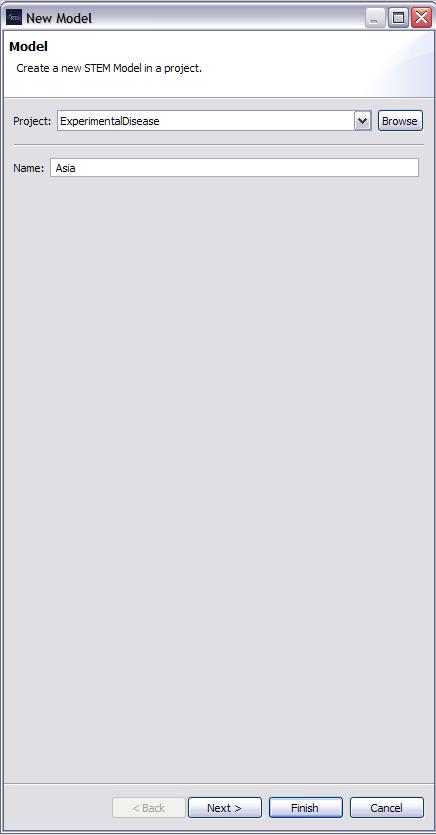 New Model
Model
Create a new STEM Model in a project.
Project: ExperimentalDisease Browse
Name: Asia
< Back Next > Finish Cancel